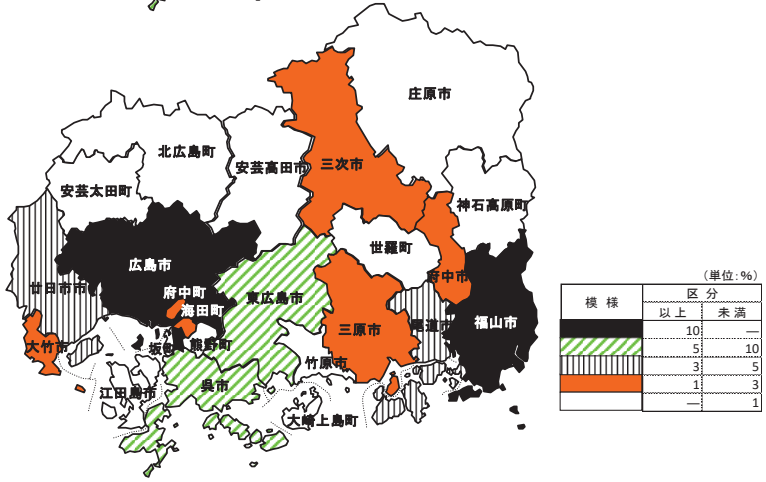 庄原市
北広島町
安芸高田市
三次市
安芸太田町
神石高原町
世羅町
広島市
府中市
廿日市市
府中町
東広島市
海田町
福山市
三原市
尾道市
大竹市
坂町
熊野町
竹原市
江田島市
呉市
大崎上島町
(単位:%)
模 様
区 分
以 上 未 満
10 ―
5 10
3 5
1 3
― 1